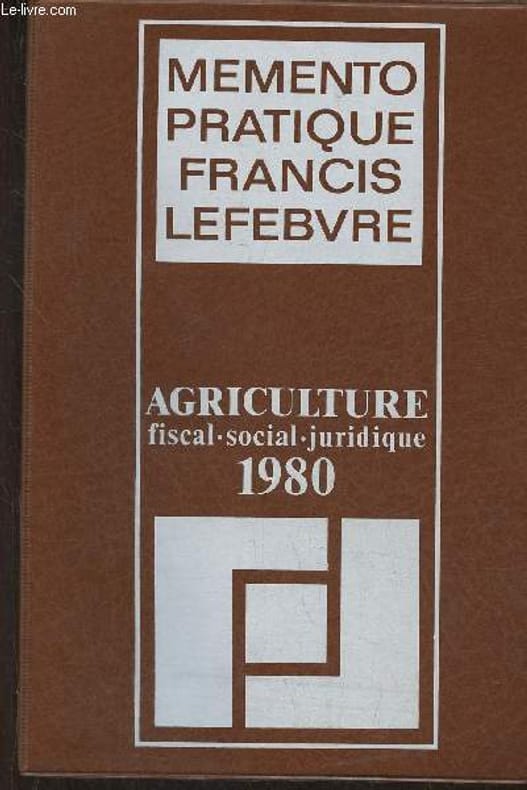 Le-livre.com
MEMENTO
PRATIQUE
FRANCIS
LEFEBVRE
AGRICULTURE
fiscal·social·juridique
1980